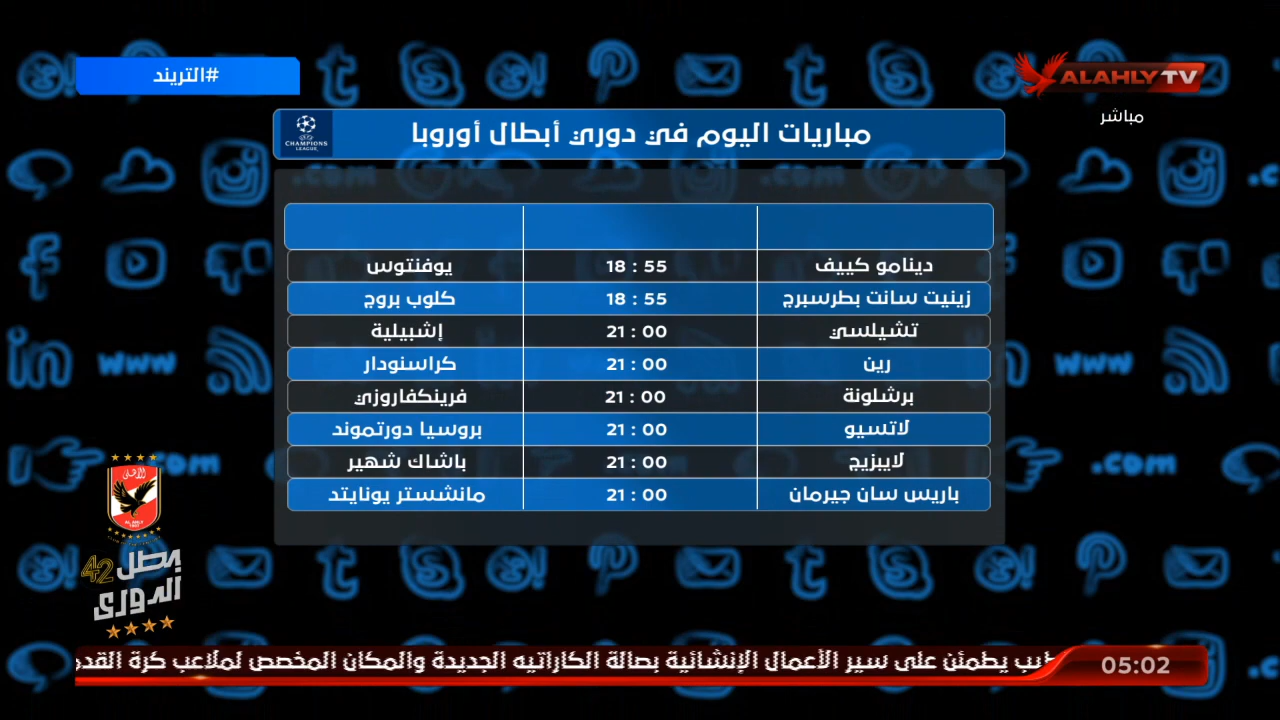 #التريند
ALAHLY TV
مباشر
مباريات اليوم في دوري أبطال أوروبا
CHAMPIONS LEAGUE
دينامو كييف 18 : 55 يوفنتوس
زينيت سانت بطرسبرج 18 : 55 كلوب بروج
تشيلسي 21 : 00 إشبيلية
رين 21 : 00 كراسنودار
برشلونة 21 : 00 فرينكفاروزي
لاتسيو 21 : 00 بروسيا دورتموند
لايبزيج 21 : 00 باشاك شهير
باريس سان جيرمان 21 : 00 مانشستر يونايتد
بطل 42
الدورى
05:02
يطمئن على سير الأعمال الإنشائية بصالة الكاراتيه الجديدة والمكان المخصص لملاعب كرة